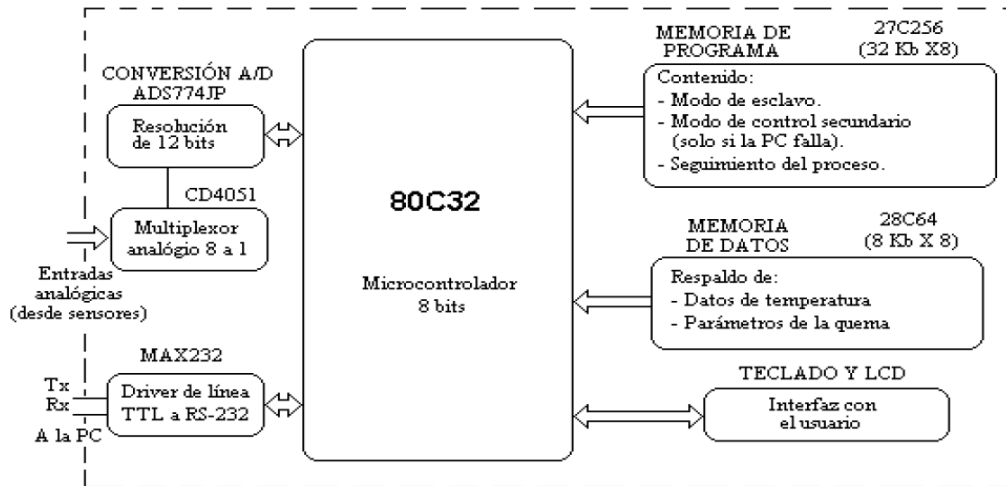 CONVERSIÓN A/D
ADS774JP
Resolución
de 12 bits
CD4051
Multiplexor
analógio 8 a 1
Entradas
analógicas
(desde sensores)
MAX232
Tx
Rx
A la PC
Driver de línea
TTL a RS-232
80C32
Microcontrolador
8 bits
MEMORIA DE
PROGRAMA
27C256
(32 Kb X8)
Contenido:
- Modo de esclavo.
- Modo de control secundario
(solo si la PC falla).
- Seguimiento del proceso.
MEMORIA
DE DATOS
28C64
(8 Kb X 8)
Respaldo de:
- Datos de temperatura
- Parámetros de la quema
TECLADO Y LCD
Interfaz con
el usuario